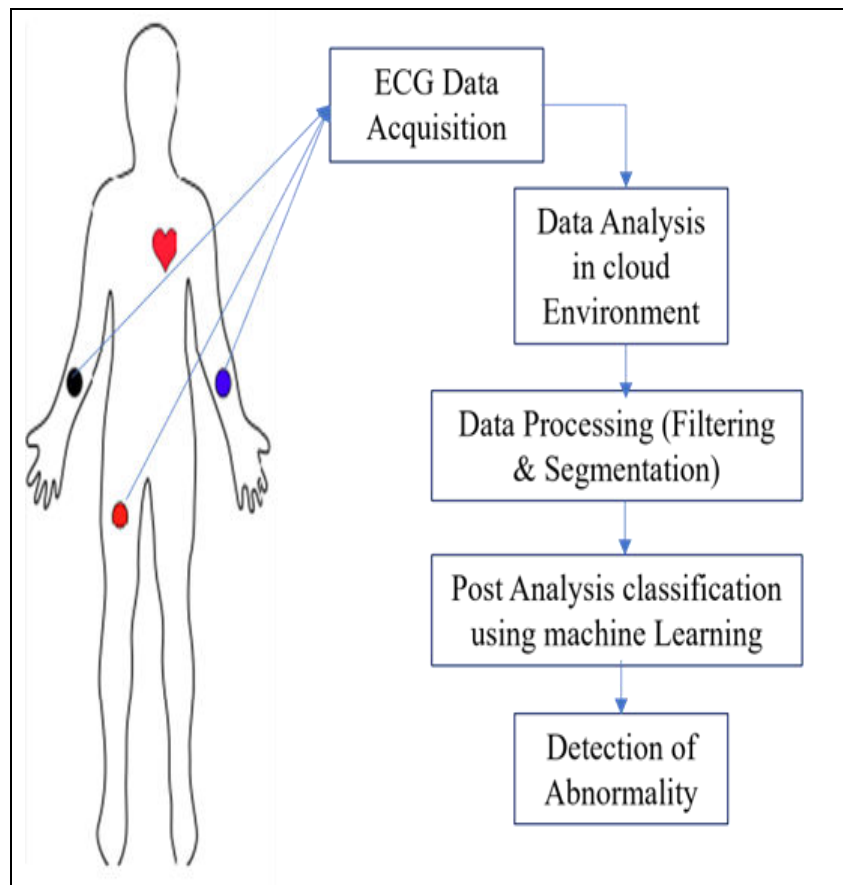 ECG Data
Acquisition
Data Analysis
in cloud
Environment
Data Processing (Filtering
& Segmentation)
Post Analysis classification
using machine Learning
Detection of
Abnormality